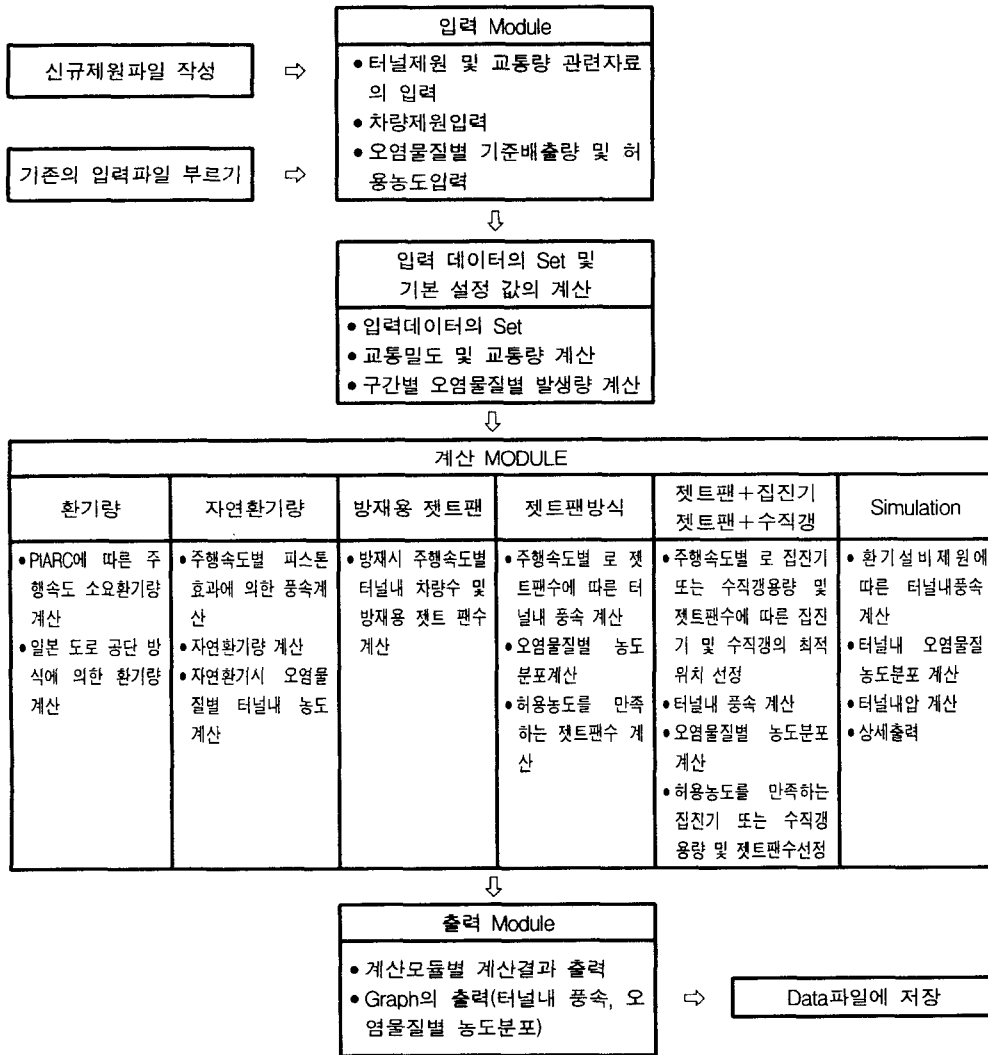 입력 Module
신규제원파일 작성
⇨
기존의 입력파일 부르기
⇨
● 터널제원 및 교통량 관련자료
의 입력
● 차량제원입력
● 오염물질별 기준배출량 및 허
용농도입력
⇩
입력 데이터의 Set 및
기본 설정 값의 계산
● 입력데이터의 Set
● 교통밀도 및 교통량 계산
● 구간별 오염물질별 발생량 계산
⇩
계산 MODULE
환기량
● PIARC에 따른 주
행속도 소요환기량
계산
● 일본 도로 공단 방
식에 의한 환기량
계산
자연환기량
● 주행속도별 피스톤
효과에 의한 풍속계
산
● 자연환기량 계산
● 자연환기시 오염물
질별 터널내 농도
계산
방재용 젯트팬
● 방재시 주행속도별
터널내 차량수 및
방재용 젯트 팬수
계산
젯트팬방식
● 주행속도별 로 젯
트팬수에 따른 터
널내 풍속 계산
● 오염물질별 농도
분포계산
● 허용농도를 만족
하는 젯트팬수 계
산
젯트팬+집진기
젯트팬+수직갱
● 주행속도별 로 집진기
또는 수직갱용량 및
젯트팬수에 따른 집진
기 및 수직갱의 최적
위치 선정
● 터널내 풍속 계산
● 오염물질별 농도분포
계산
● 허용농도를 만족하는
집진기 또는 수직갱
용량 및 젯트팬수선정
Simulation
● 환기설비제원에
따른 터널내풍속
계산
● 터널내 오염물질
농도분포 계산
● 터널내압 계산
● 상세출력
⇩
출력 Module
● 계산모듈별 계산결과 출력
● Graph의 출력(터널내 풍속, 오
염물질별 농도분포)
⇨
Data파일에 저장